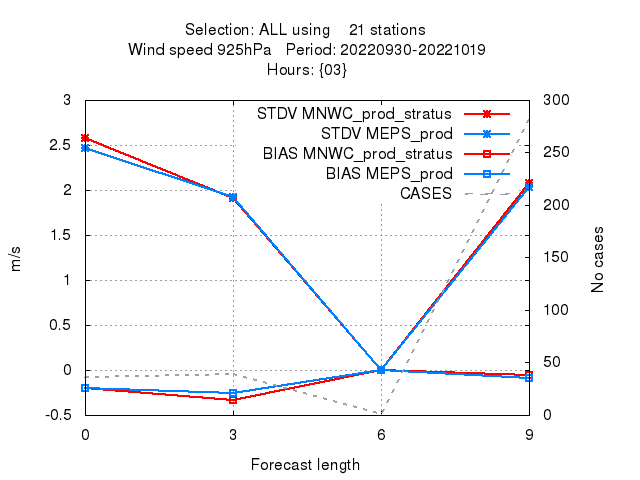 Selection: ALL using 21 stations
Wind speed 925hPa Period: 20220930-20221019
Hours: {03}
STDV MNWC_prod_stratus
STDV MEPS_prod
BIAS MNWC_prod_stratus
BIAS MEPS_prod
CASES
3
2.5
2
1.5
1
0.5
0
-0.5
m/s
300
250
200
150
100
50
0
No cases
0 3 6 9
Forecast length